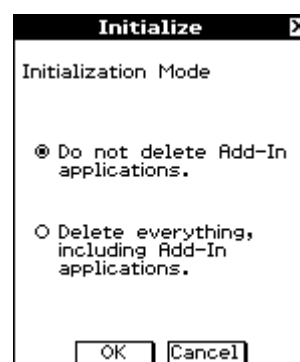 Initialize
Initialization Mode
Do not delete Add-In
applications.
Delete everything,
including Add-In
applications.
OK Cancel